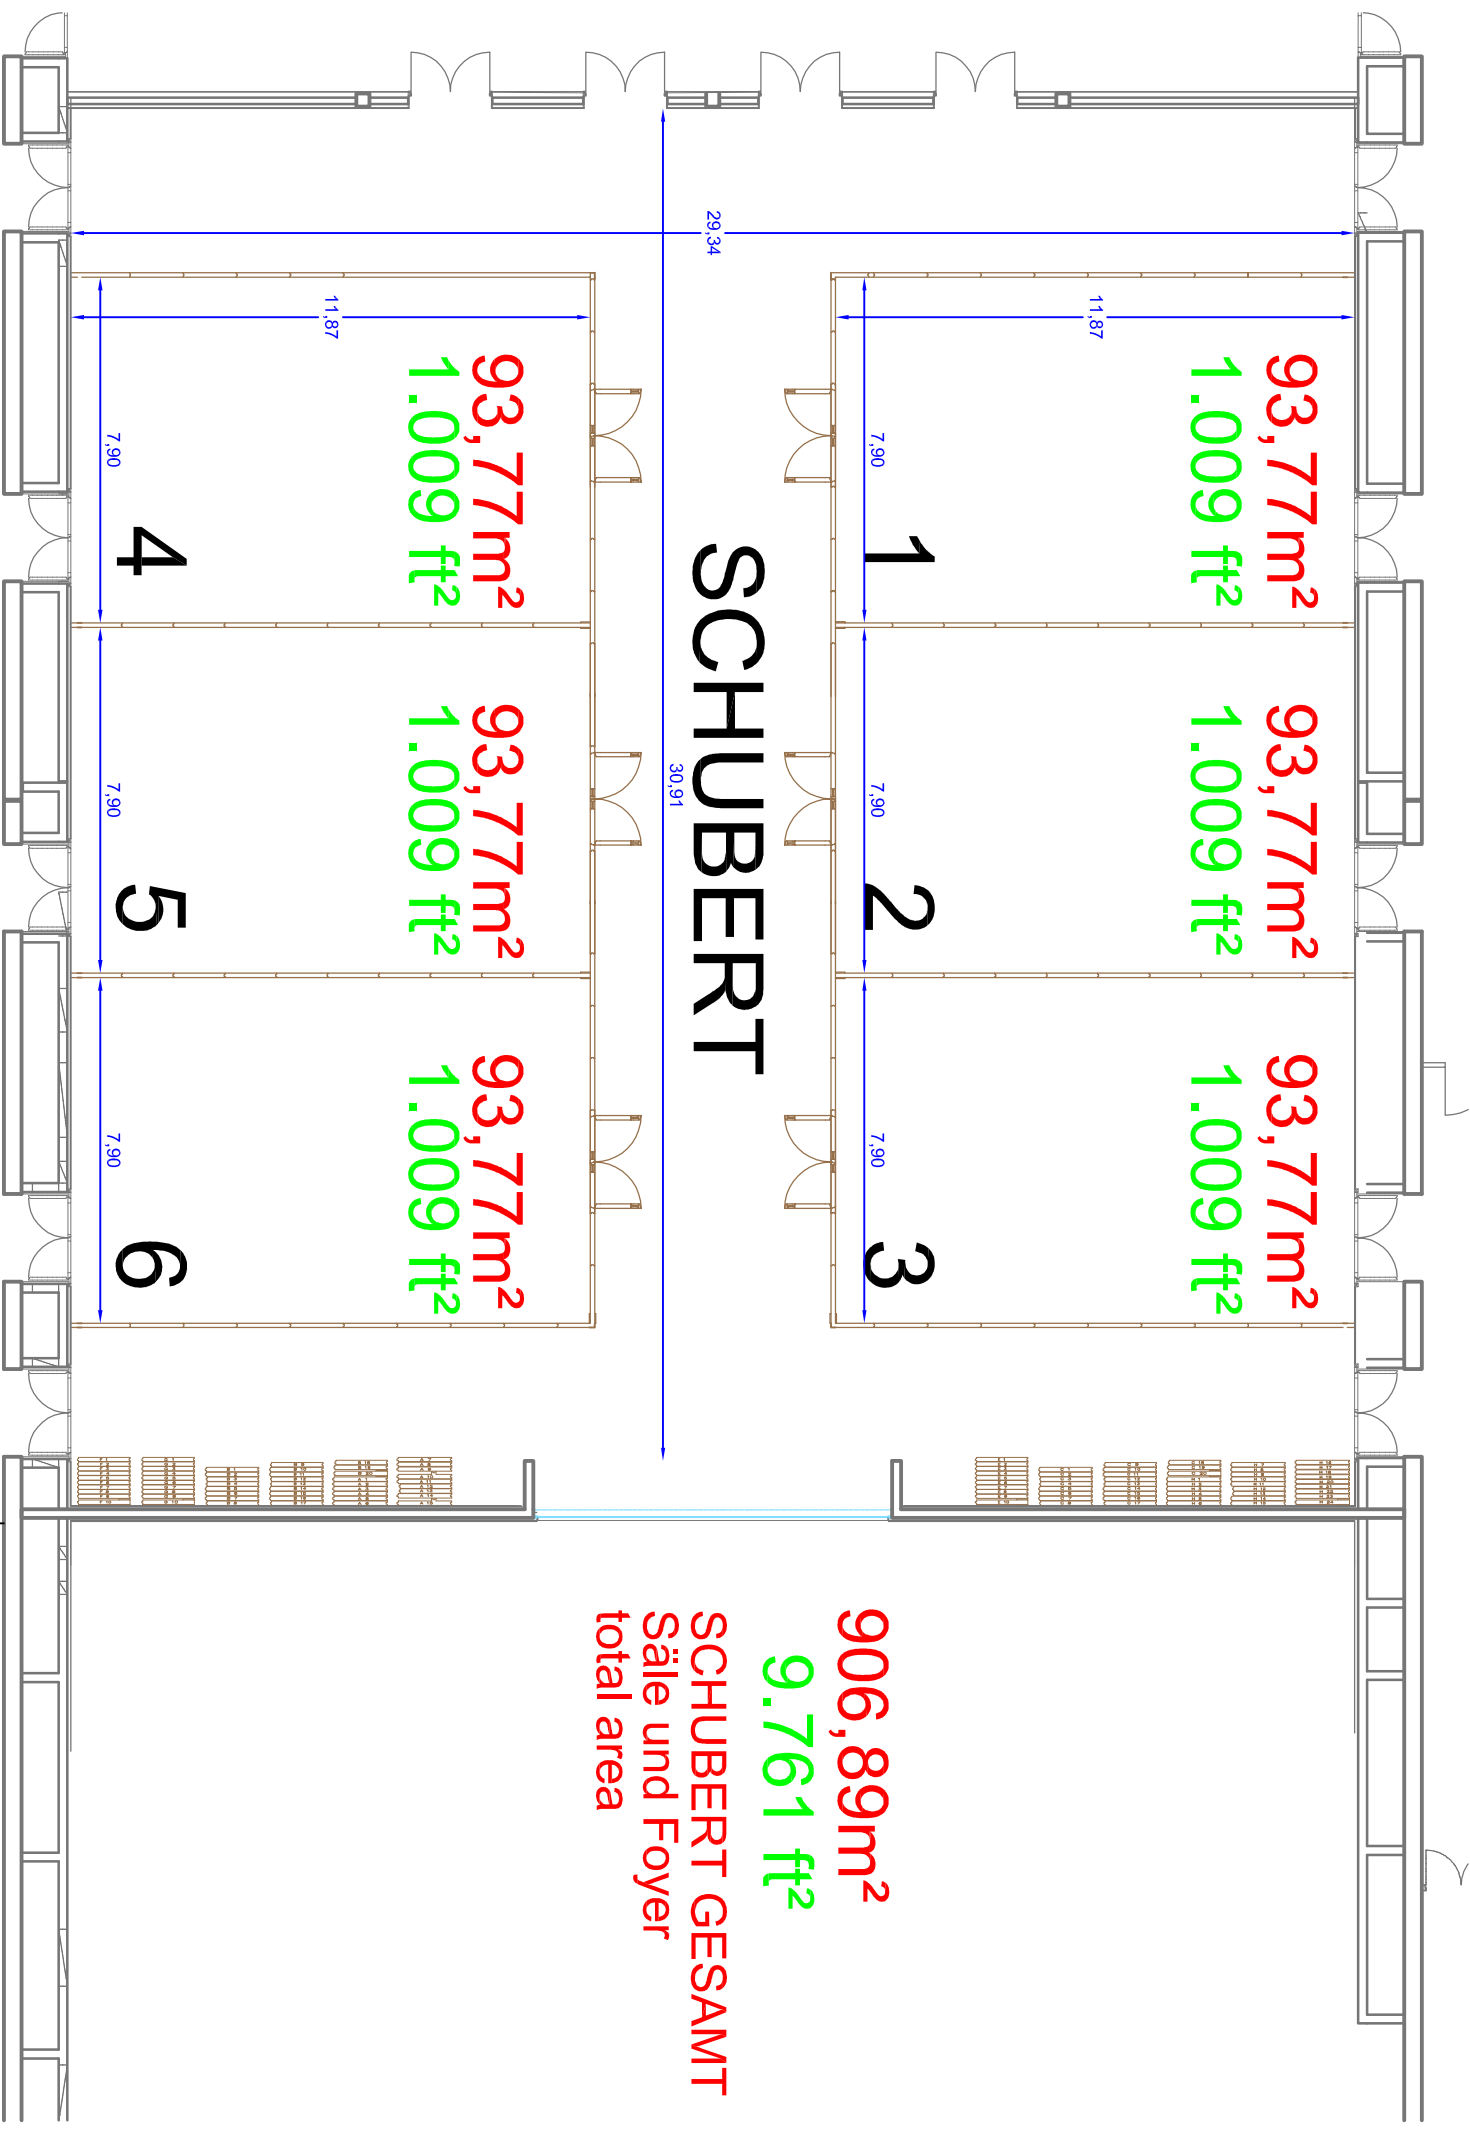 29,34
11,87
93,77m²
1.009 ft²
7,90
1
93,77m²
1.009 ft²
7,90
2
93,77m²
1.009 ft²
7,90
3
SCHUBERT
30,91
11,87
93,77m²
1.009 ft²
7,90
4
93,77m²
1.009 ft²
7,90
5
93,77m²
1.009 ft²
7,90
6
906,89m²
9.761 ft²
SCHUBERT GESAMT
Säle und Foyer
total area